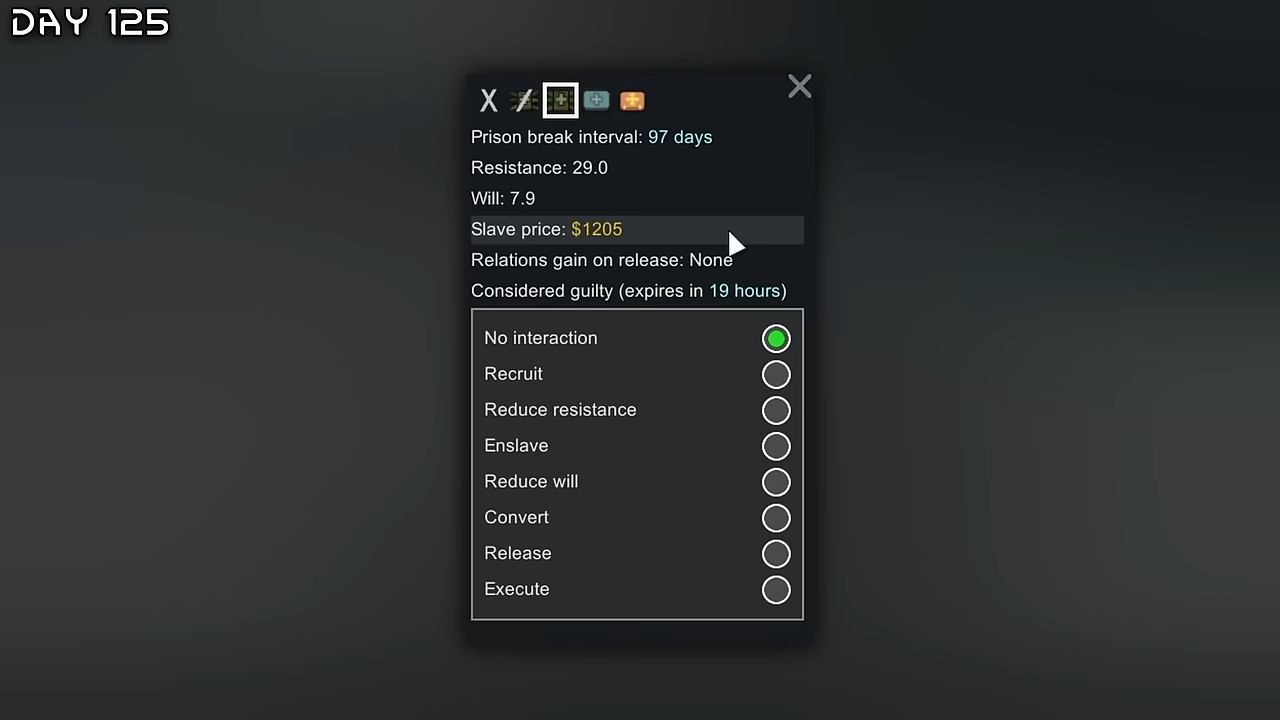 DAY 125
Prison break interval: 97 days
Resistance: 29.0
Will: 7.9
Slave price: $1205
Relations gain on release: None
Considered guilty (expires in 19 hours)
No interaction
Recruit
Reduce resistance
Enslave
Reduce will
Convert
Release
Execute